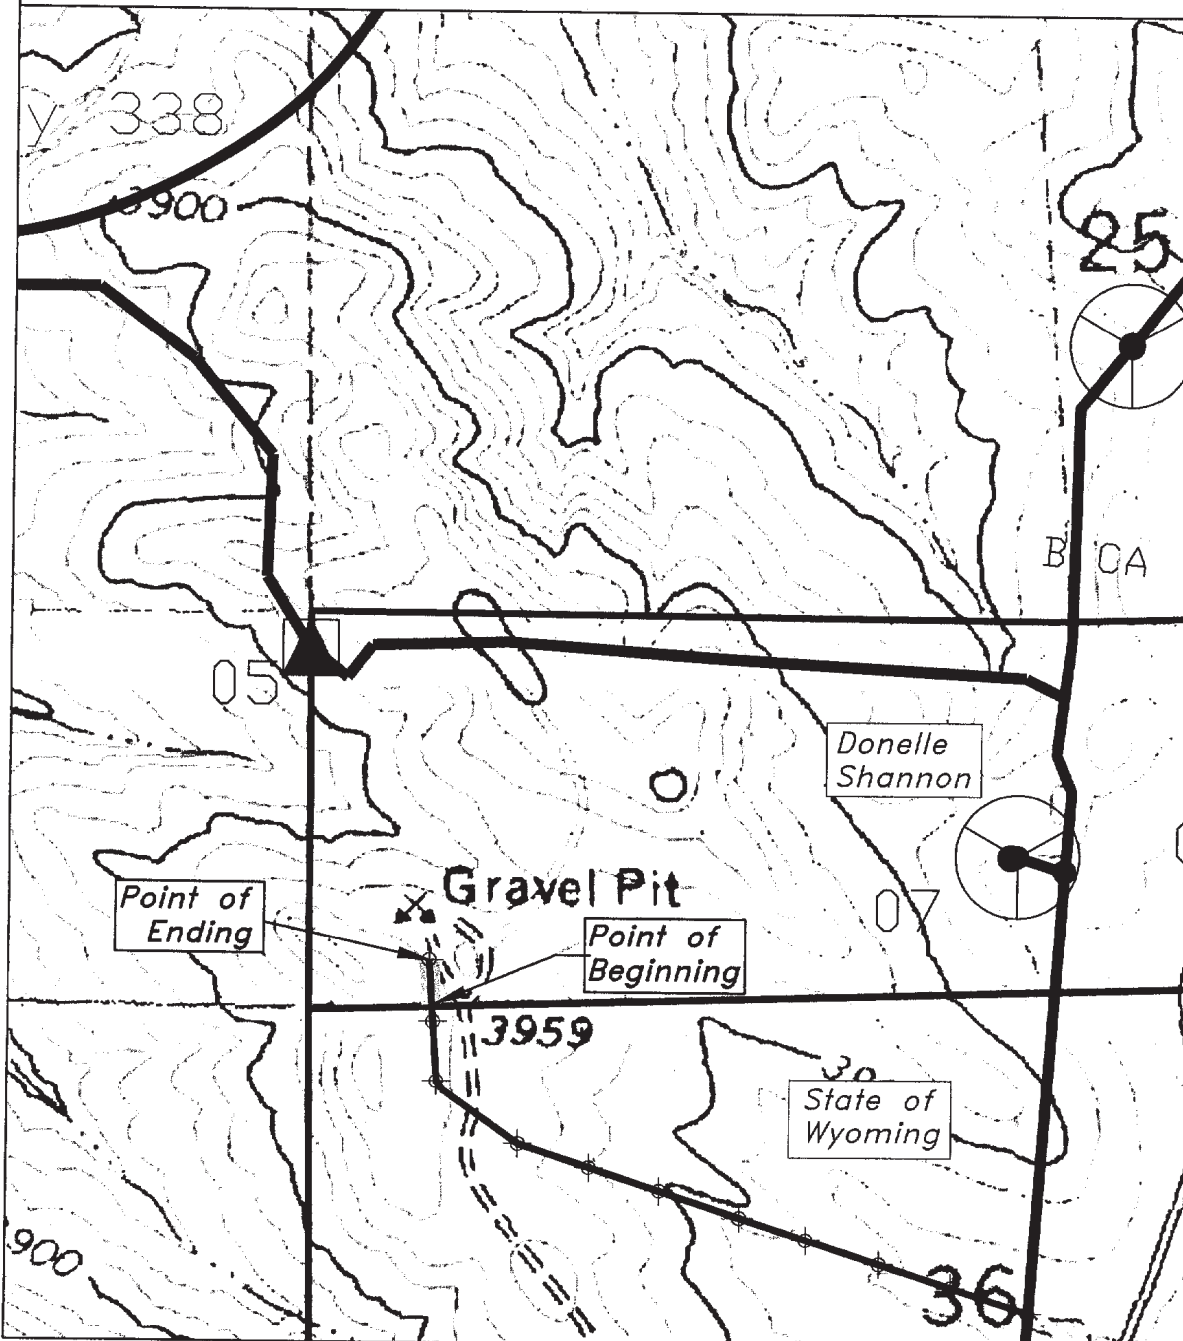 y 338
3900
25
B CA
05
Donelle
Shannon
07
Gravel Pit
Point of
Ending
Point of
Beginning
3959
State of
Wyoming
900
36